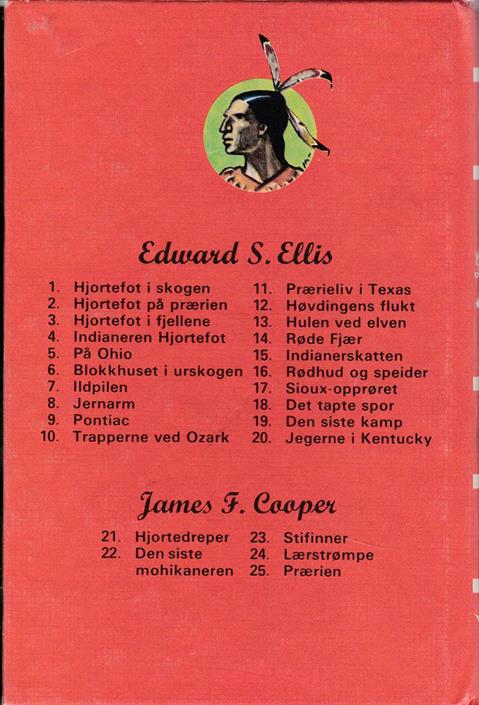 Edward S. Ellis
1. Hjortefot i skogen
2. Hjortefot på prærien
3. Hjortefot i fjellene
4. Indianeren Hjortefot
5. På Ohio
6. Blokkhuset i urskogen
7. Ildpilen
8. Jernarm
9. Pontiac
10. Trapperne ved Ozark
11. Prærieliv i Texas
12. Høvdingens flukt
13. Hulen ved elven
14. Røde Fjær
15. Indianerskatten
16. Rødhud og speider
17. Sioux-opprøret
18. Det tapte spor
19. Den siste kamp
20. Jegerne i Kentucky
James F. Cooper
21. Hjortedreper
22. Den siste
mohikaneren
23. Stifinner
24. Lærstrømpe
25. Prærien